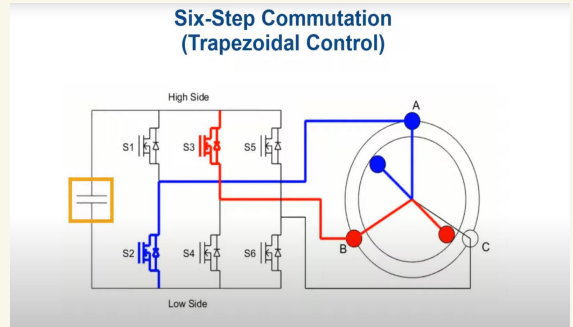 Six-Step Commutation
(Trapezoidal Control)
High Side
A
S1
S3
S5
S2
S4
S6
B
C
Low Side